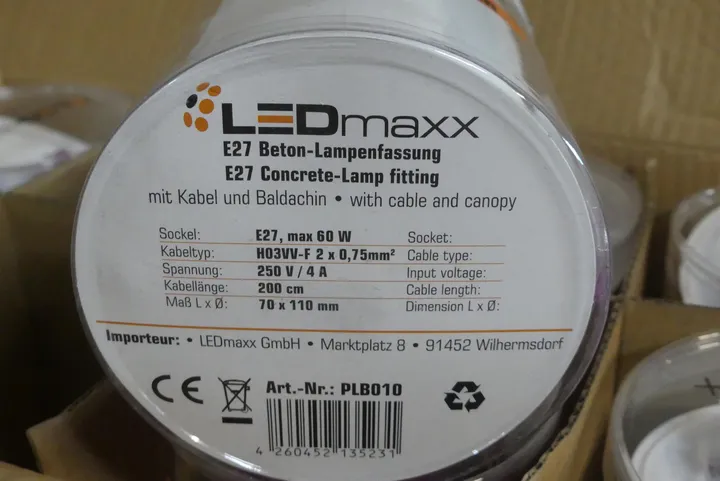 LEDmaxx
E27 Beton-Lampenfassung
E27 Concrete-Lamp fitting
mit Kabel und Baldachin • with cable and canopy
Sockel: E27, max 60 W Socket:
Kabeltyp: H03VV-F 2 x 0,75mm² Cable type:
Spannung: 250 V / 4 A Input voltage:
Kabellänge: 200 cm Cable length:
Maß L x Ø: 70 x 110 mm Dimension L x Ø:
Importeur: • LEDmaxx GmbH • Marktplatz 8 • 91452 Wilhermsdorf
CE Art.-Nr.: PLB010
4 260452 135231